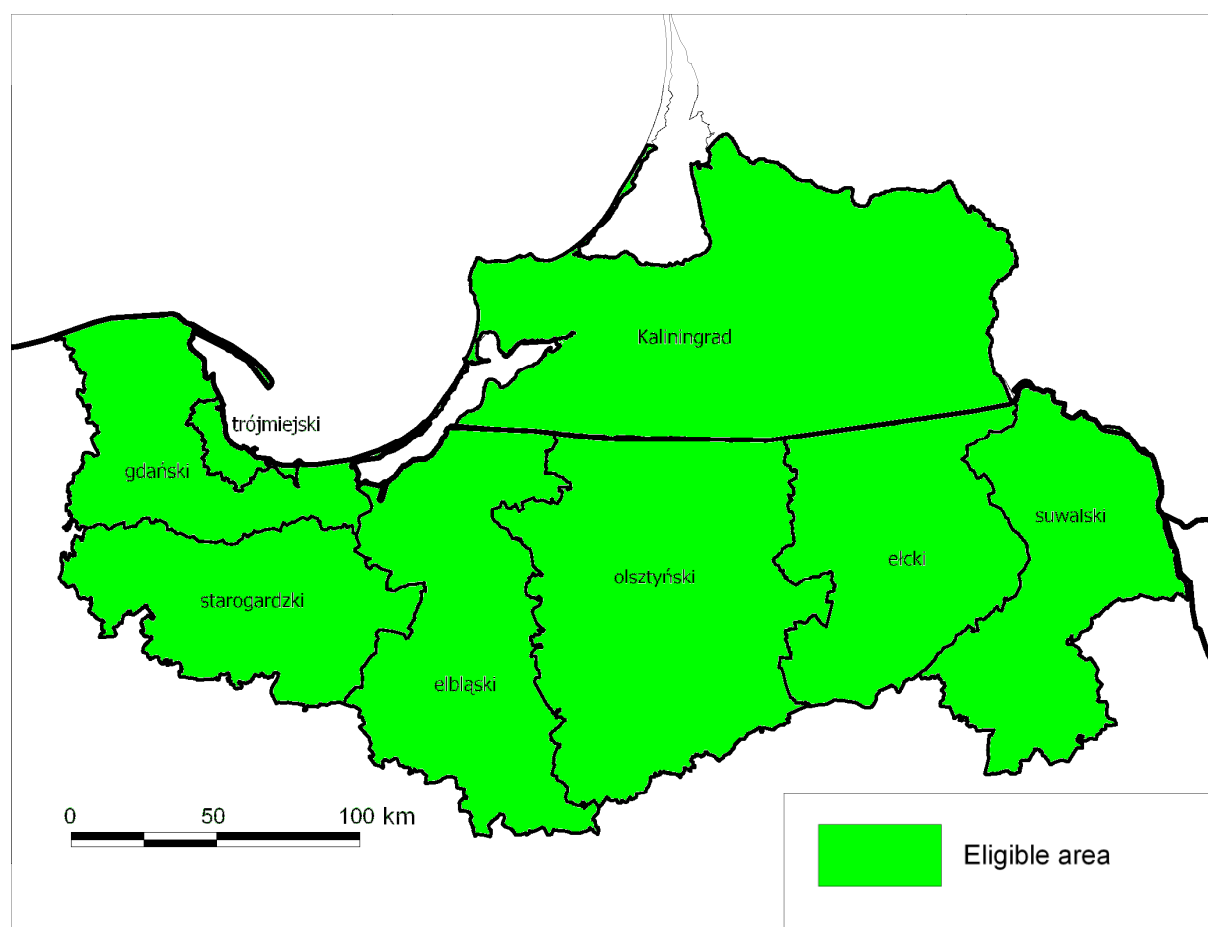 Kaliningrad
trójmiejski
gdański
suwalski
ełcki
olsztyński
starogardzki
elbląski
0 50 100 km
Eligible area